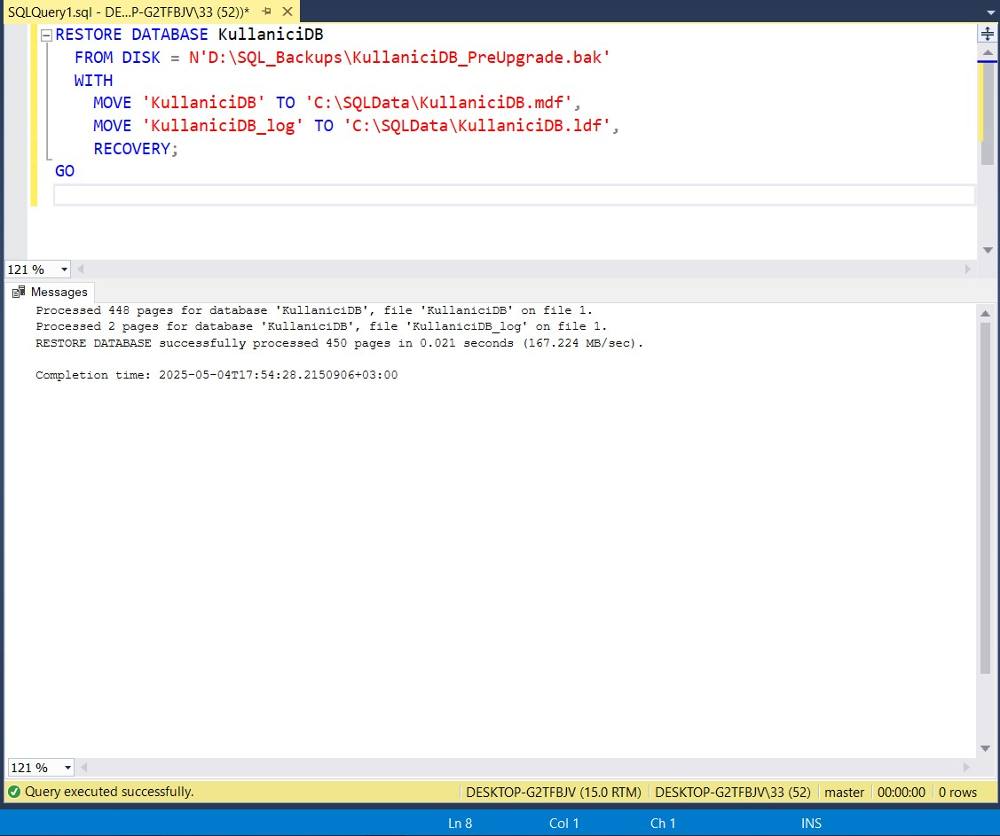 SQLQuery1.sql - DE...P-G2TFBJV\33 (52))*
RESTORE DATABASE KullaniciDB
FROM DISK = N'D:\SQL_Backups\KullaniciDB_PreUpgrade.bak'
WITH
MOVE 'KullaniciDB' TO 'C:\SQLData\KullaniciDB.mdf',
MOVE 'KullaniciDB_log' TO 'C:\SQLData\KullaniciDB.ldf',
RECOVERY;
GO
121 %
Messages
Processed 448 pages for database 'KullaniciDB', file 'KullaniciDB' on file 1.
Processed 2 pages for database 'KullaniciDB', file 'KullaniciDB_log' on file 1.
RESTORE DATABASE successfully processed 450 pages in 0.021 seconds (167.224 MB/sec).
Completion time: 2025-05-04T17:54:28.2150906+03:00
121 %
Query executed successfully. DESKTOP-G2TFBJV (15.0 RTM) DESKTOP-G2TFBJV\33 (52) master 00:00:00 0 rows
Ln 8 Col 1 Ch 1 INS